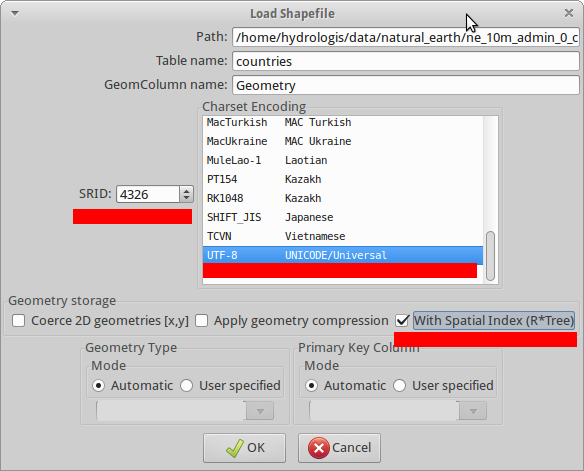 Load Shapefile
Path: /home/hydrologis/data/natural_earth/ne_10m_admin_0_c
Table name: countries
GeomColumn name: Geometry
Charset Encoding
MacTurkish MAC Turkish
MacUkraine MAC Ukraine
MuleLao-1 Laotian
PT154 Kazakh
RK1048 Kazakh
SHIFT_JIS Japanese
TCVN Vietnamese
UTF-8 UNICODE/Universal
SRID: 4326
Geometry storage
Coerce 2D geometries [x,y] Apply geometry compression With Spatial Index (R*Tree)
Geometry Type
Mode
Automatic User specified
Primary Key Column
Mode
Automatic User specified
OK Cancel